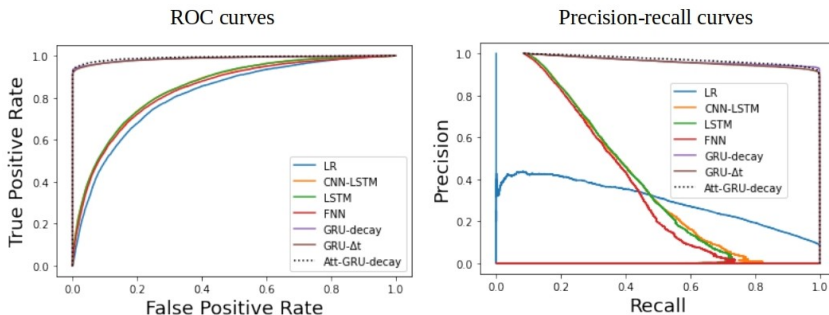 ROC curves
Precision-recall curves
True Positive Rate
1.0
0.8
0.6
0.4
0.2
0.0
0.0 0.2 0.4 0.6 0.8 1.0
False Positive Rate
LR
CNN-LSTM
LSTM
FNN
GRU-decay
GRU-Δt
Att-GRU-decay
Precision
1.0
0.8
0.6
0.4
0.2
0.0
0.0 0.2 0.4 0.6 0.8 1.0
Recall
LR
CNN-LSTM
LSTM
FNN
GRU-decay
GRU-Δt
Att-GRU-decay